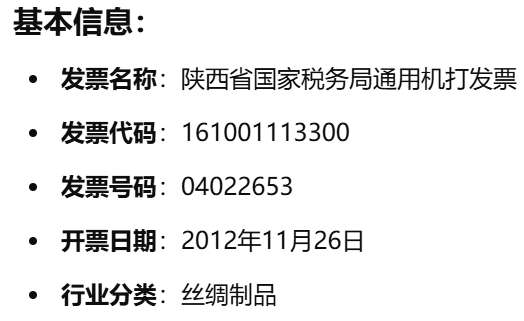 基本信息：
• 发票名称：陕西省国家税务局通用机打发票
• 发票代码：161001113300
• 发票号码：04022653
• 开票日期：2012年11月26日
• 行业分类：丝绸制品